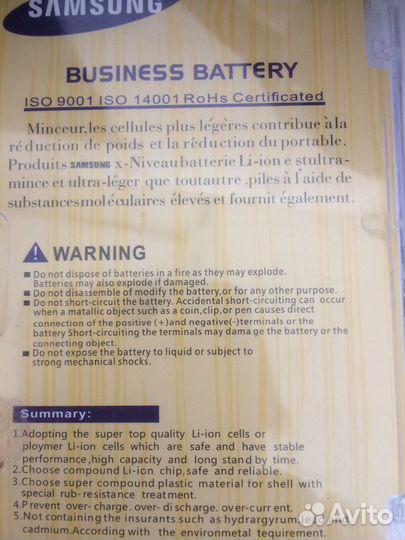 SAMSUNG
BUSINESS BATTERY
ISO 9001 ISO 14001 RoHs Certificated
Minceur,les cellules plus légères contribue à la
réduction de poids et la réduction du portable.
Produits SAMSUNG X-Niveaubatterie Li-ion e stultra-
mince et ultra-léger que toutautre .piles à l'aide de
substancesmoléculaires élevés et fournit également.
WARNING
Do not dispose of batteries in a fire as they may explode.
Batteries may also explode if damaged.
Do not disassemble of modify the battery,or for any other purpose.
Do not short-circuit the battery. Accidental short-circuiting can occur
when a matallic object such as a coin,clip,or pen causes direct
connection of the positive (+)and negative(-)terminals or the
battery Short-circuiting the terminals may damage the battery or the
connecting object.
Do not expose the battery to liquid or subject to
strong mechanical shocks.
Summary:
1.Adopting the super top quality Li-ion cells or
ploymer Li-ion cells which are safe and have stable
performance,high capacity and long stand by time.
2.Choose compound Li-ion chip,safe and reliable.
3.Choose super compound plastic material for shell with
special rub-resistance treatment.
4.Prevent over-charge. over-discharge. over-current.
5.Not containing the insurants such as hydrargyrum,lead and
cadmium.According with the environmetal requirement.
Avito